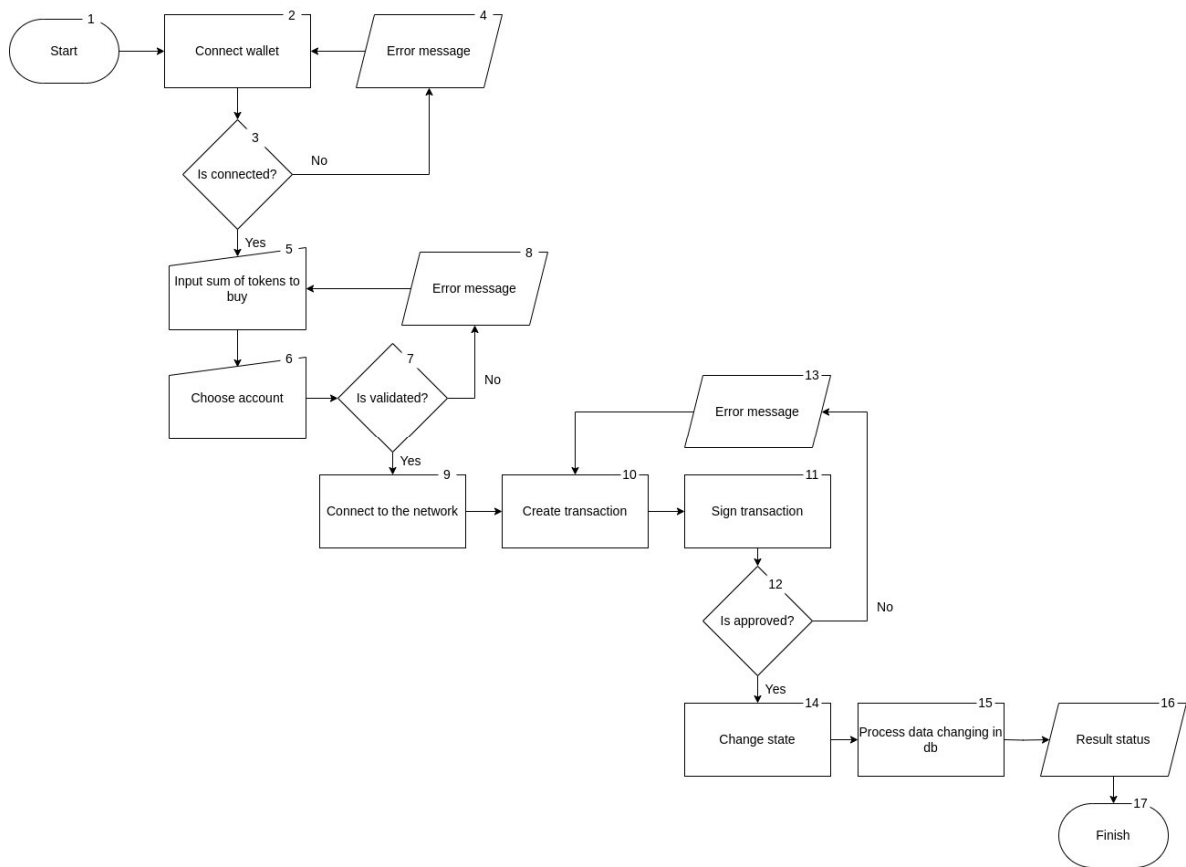 1
Start
2
Connect wallet
4
Error message
3
Is connected?
No
Yes
5
Input sum of tokens to
buy
8
Error message
6
Choose account
7
Is validated?
No
Yes
13
Error message
9
Connect to the network
10
Create transaction
11
Sign transaction
12
Is approved?
No
Yes
14
Change state
15
Process data changing in
db
16
Result status
17
Finish